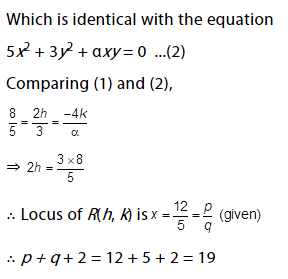 Which is identical with the equation
5x² + 3y² + αxy = 0 ...(2)
Comparing (1) and (2),
8/5 = 2h/3 = -4k/α
⇒ 2h = 3×8/5
∴ Locus of R(h, k) is x = 12/5 = p/q (given)
∴ p + q + 2 = 12 + 5 + 2 = 19